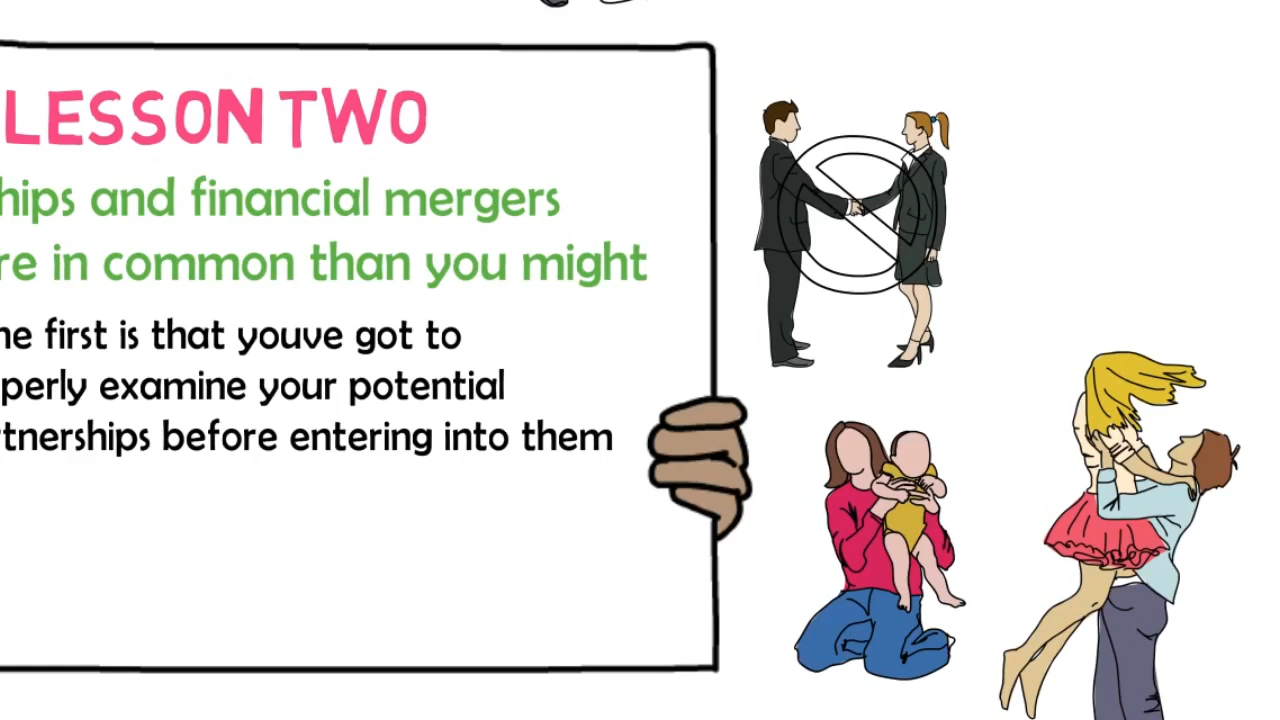 LESSON TWO
hips and financial mergers
re in common than you might
he first is that youve got to
perly examine your potential
tnerships before entering into them